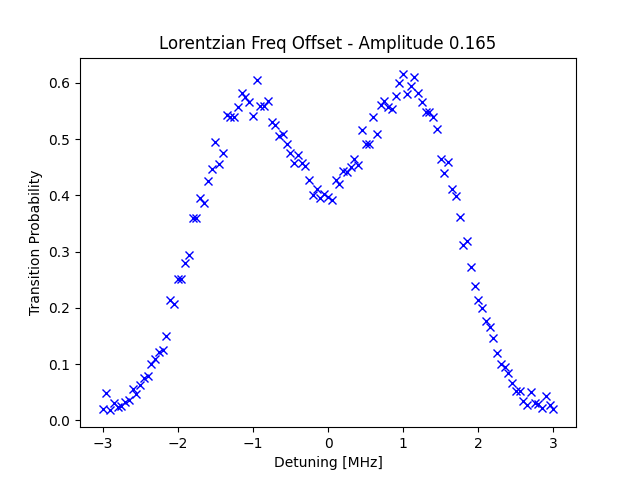 Lorentzian Freq Offset - Amplitude 0.165
Transition Probability
0.6
0.5
0.4
0.3
0.2
0.1
0.0
−3 −2 −1 0 1 2 3
Detuning [MHz]